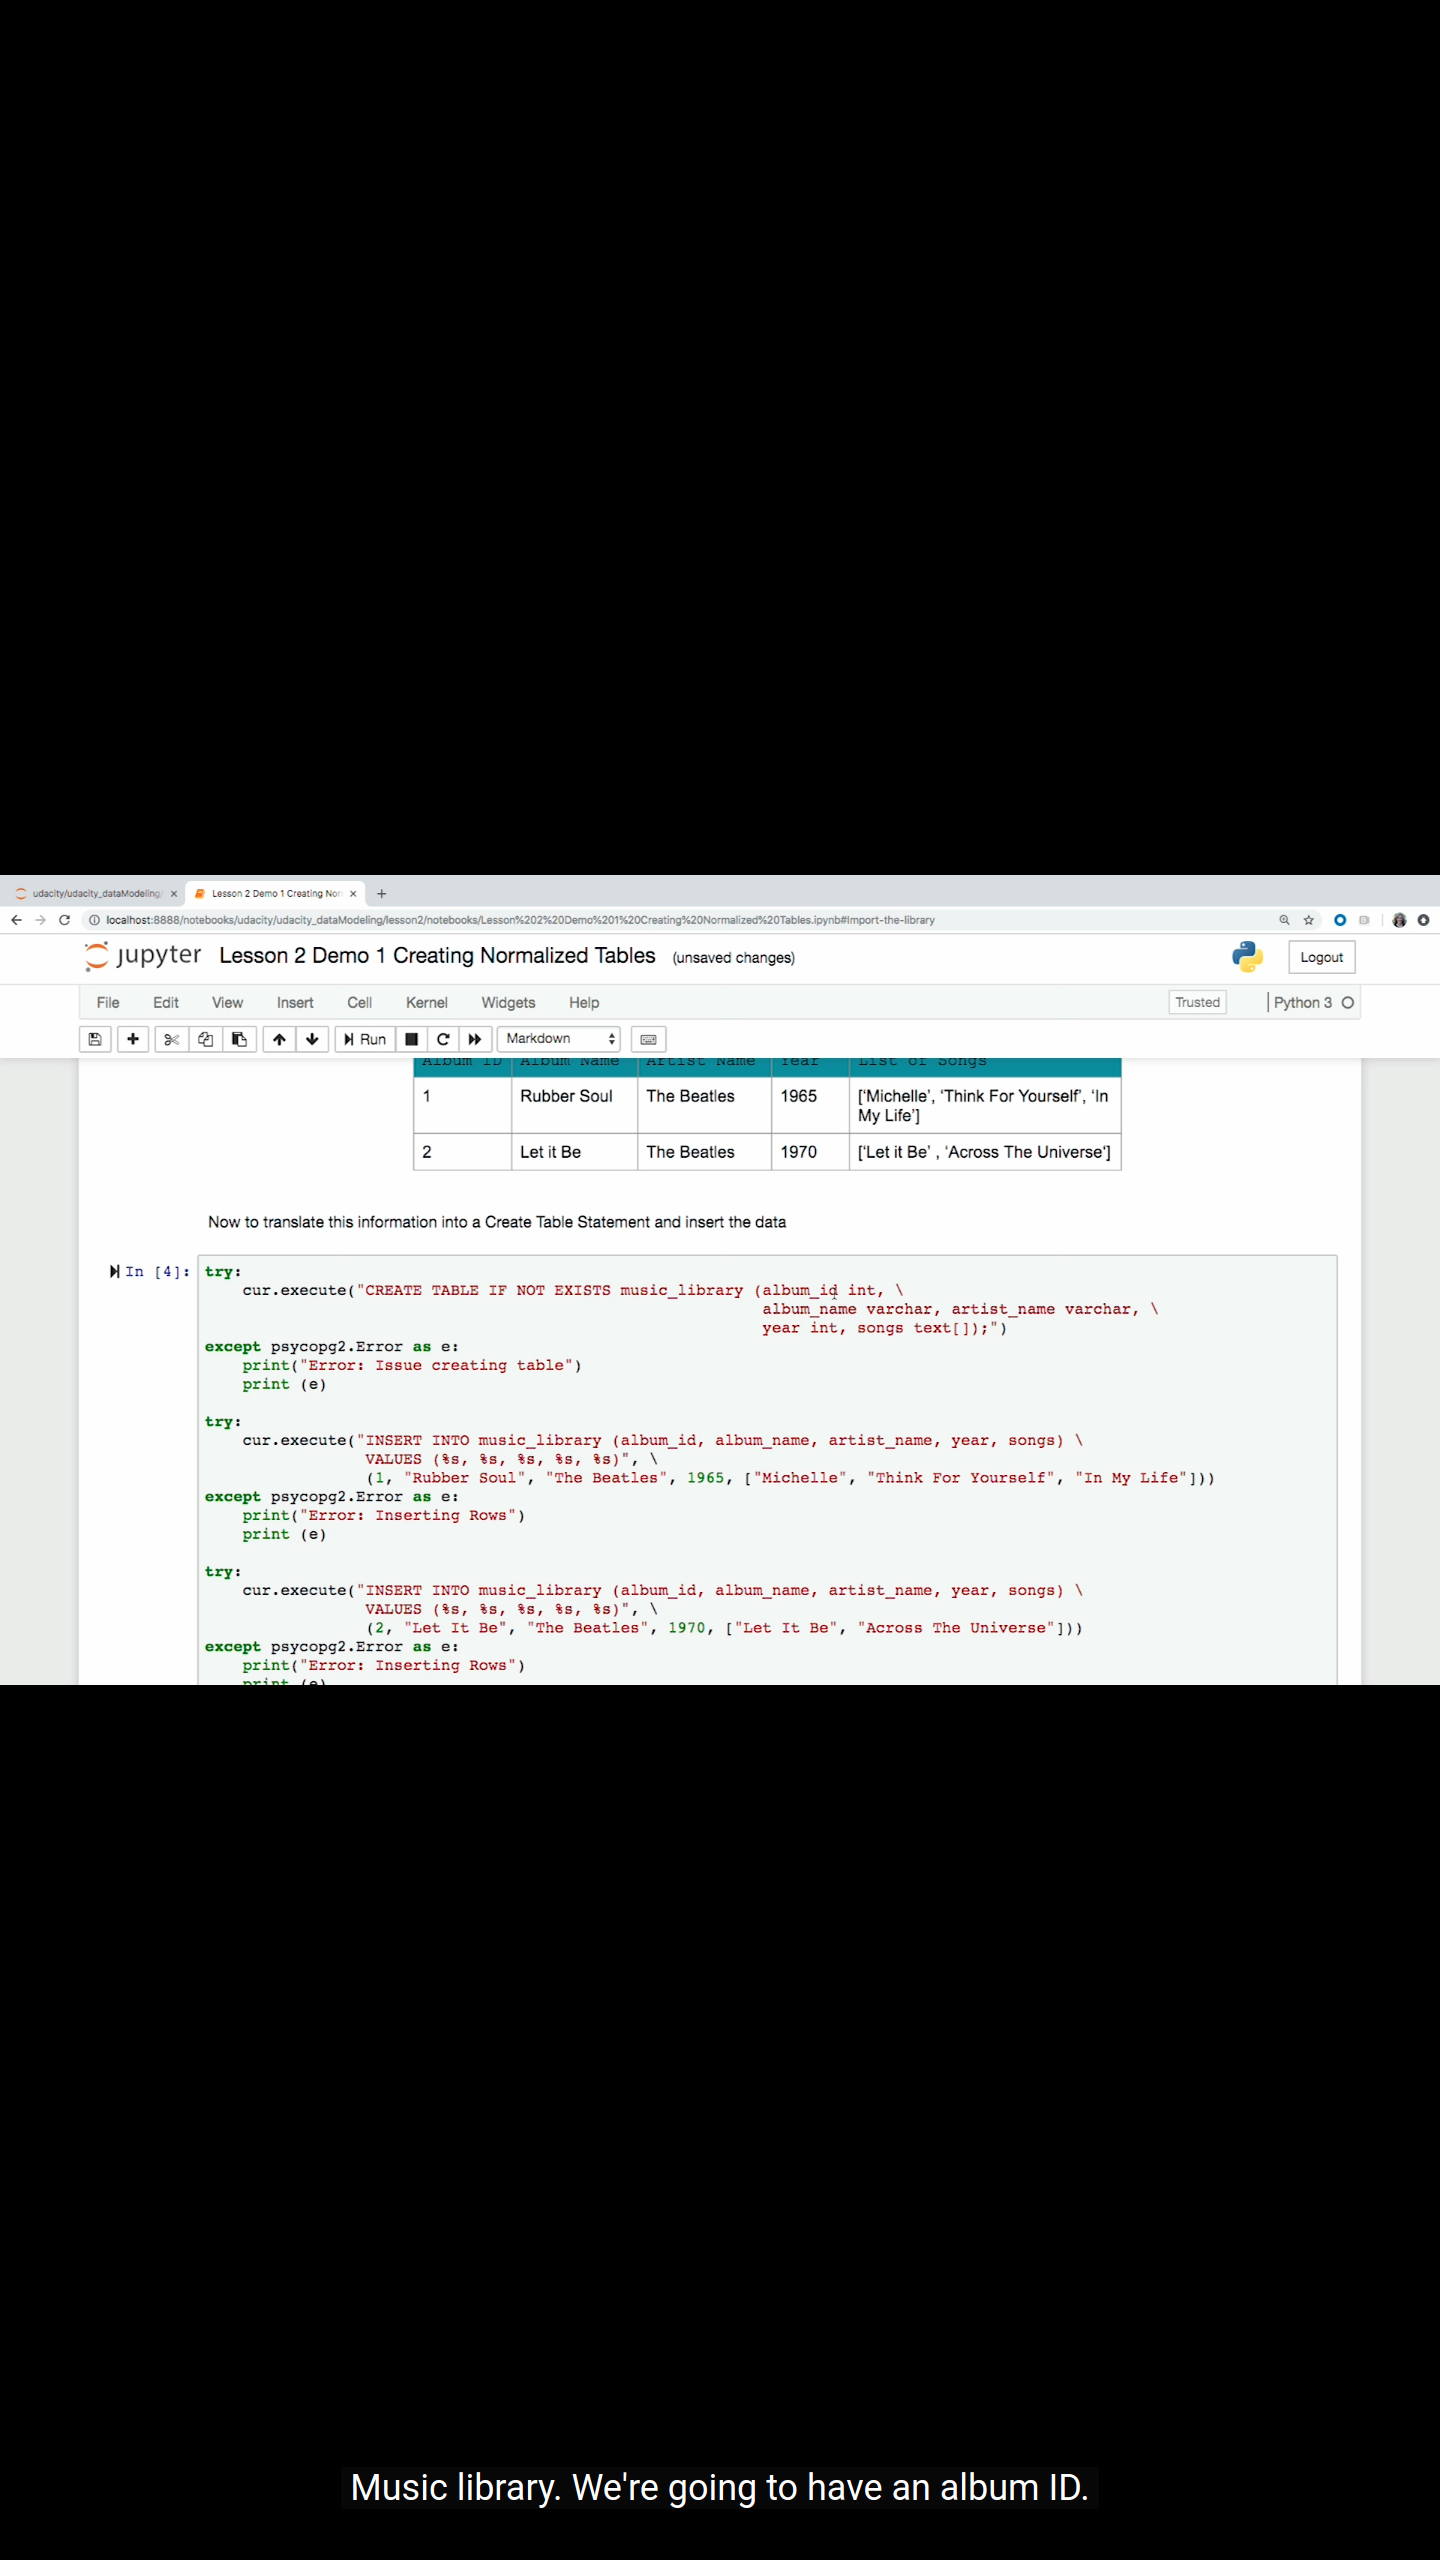 udacity/udacity_dataModeling/
Lesson 2 Demo 1 Creating Nor
localhost:8888/notebooks/udacity/udacity_dataModeling/lesson2/notebooks/Lesson%202%20Demo%201%20Creating%20Normalized%20Tables.ipynb#Import-the-library
jupyter Lesson 2 Demo 1 Creating Normalized Tables (unsaved changes)
Logout
File Edit View Insert Cell Kernel Widgets Help
Trusted
Python 3
Run
Markdown
Album ID Album Name Artist Name Year List of Songs
1 Rubber Soul The Beatles 1965 [‘Michelle’, ‘Think For Yourself’, ‘In
My Life’]
2 Let it Be The Beatles 1970 [‘Let it Be’ , ‘Across The Universe‘]
Now to translate this information into a Create Table Statement and insert the data
In [4]: try:
cur.execute("CREATE TABLE IF NOT EXISTS music_library (album_id int, \
album_name varchar, artist_name varchar, \
year int, songs text[]);")
except psycopg2.Error as e:
print("Error: Issue creating table")
print (e)
try:
cur.execute("INSERT INTO music_library (album_id, album_name, artist_name, year, songs) \
VALUES (%s, %s, %s, %s, %s)", \
(1, "Rubber Soul", "The Beatles", 1965, ["Michelle", "Think For Yourself", "In My Life"]))
except psycopg2.Error as e:
print("Error: Inserting Rows")
print (e)
try:
cur.execute("INSERT INTO music_library (album_id, album_name, artist_name, year, songs) \
VALUES (%s, %s, %s, %s, %s)", \
(2, "Let It Be", "The Beatles", 1970, ["Let It Be", "Across The Universe"]))
except psycopg2.Error as e:
print("Error: Inserting Rows")
print (e)
Music library. We're going to have an album ID.